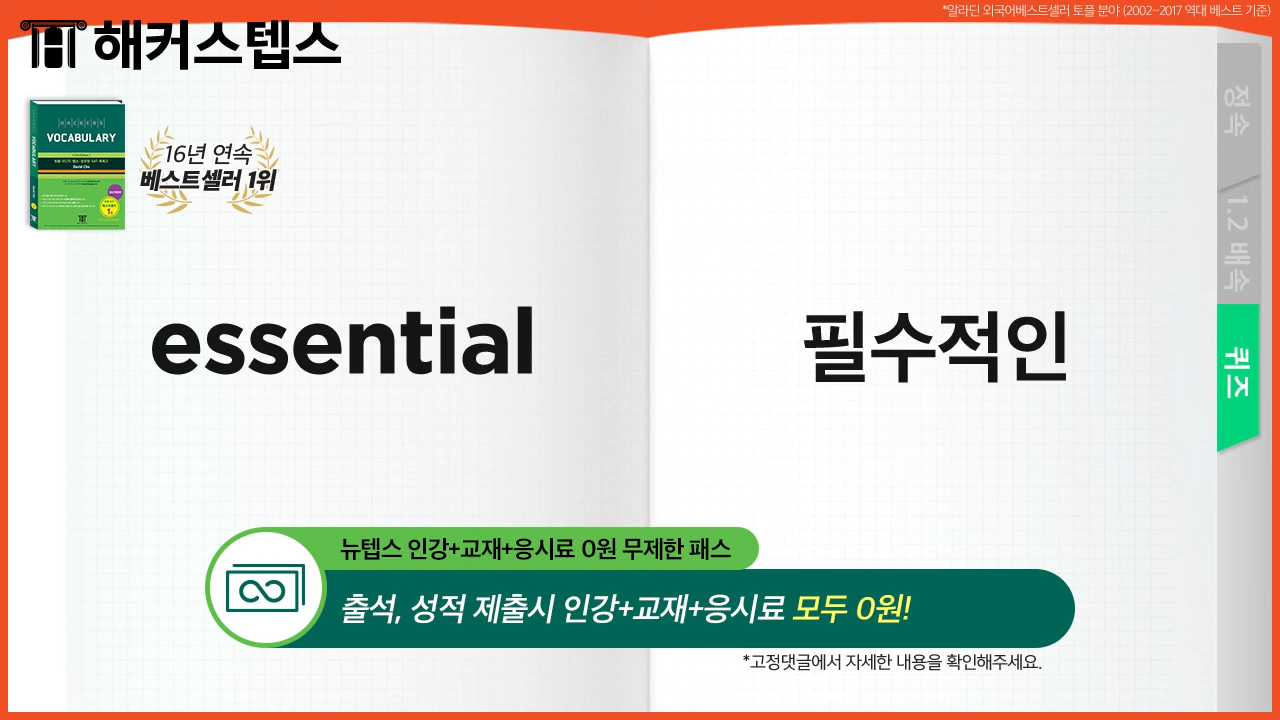 *알라딘 외국어베스트셀러 토플 분야 (2002~2017 역대 베스트 기준)
해커스텝스
HACKERS
VOCABULARY
VOCABULARY
David Cho
16년 연속
베스트셀러 1위
정속
1.2 배속
퀴즈
essential
필수적인
뉴텝스 인강+교재+응시료 0원 무제한 패스
출석, 성적 제출시 인강+교재+응시료 모두 0원!
*고정댓글에서 자세한 내용을 확인해주세요.